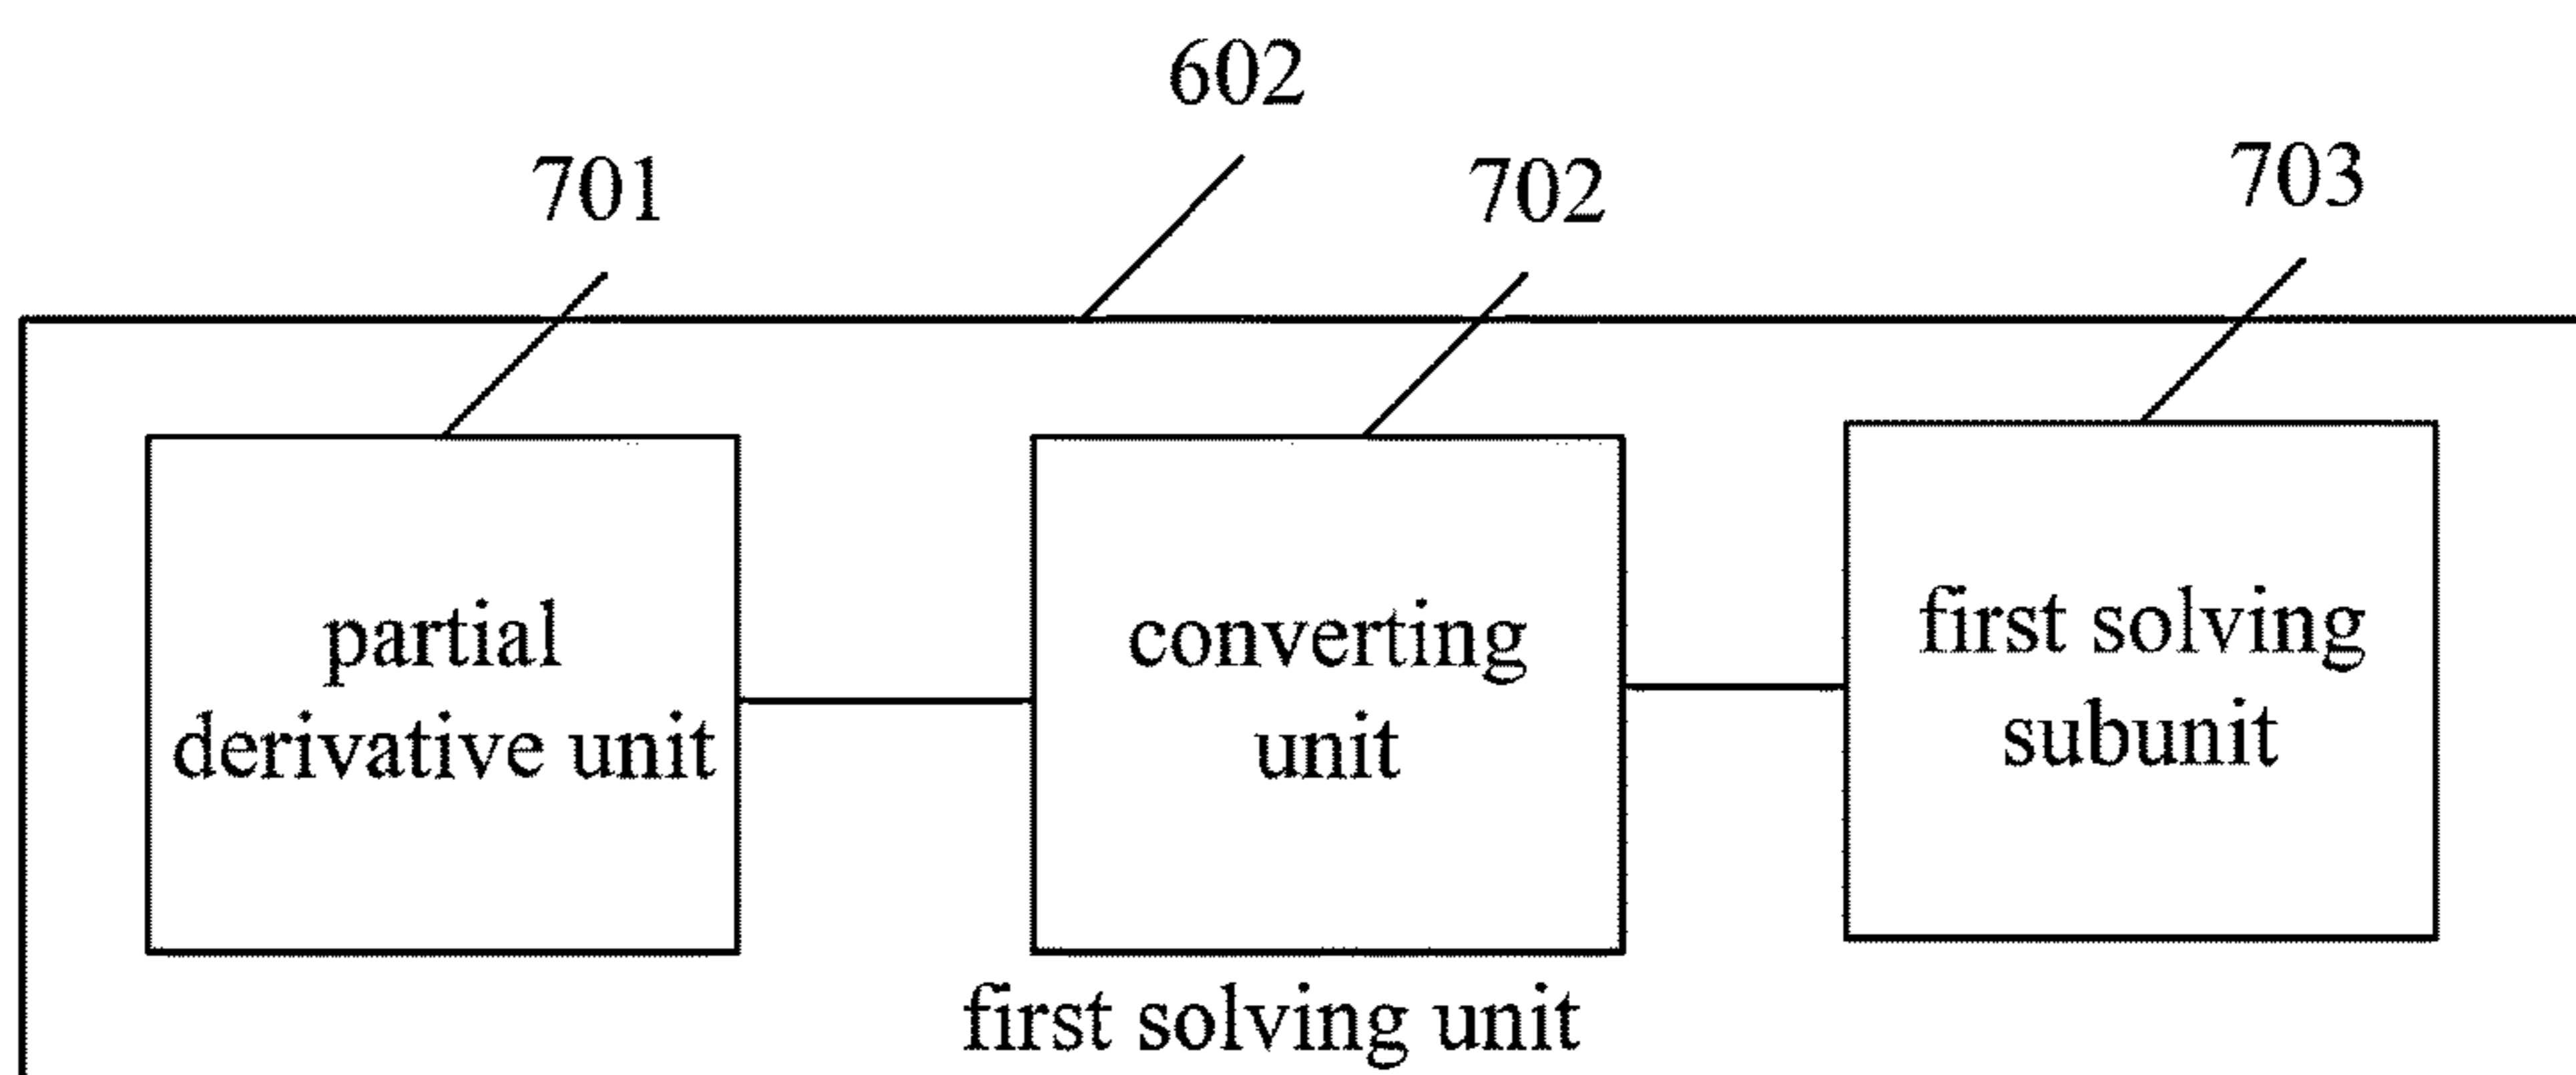 602
701
702
703
partial
derivative unit
converting
unit
first solving
subunit
first solving unit